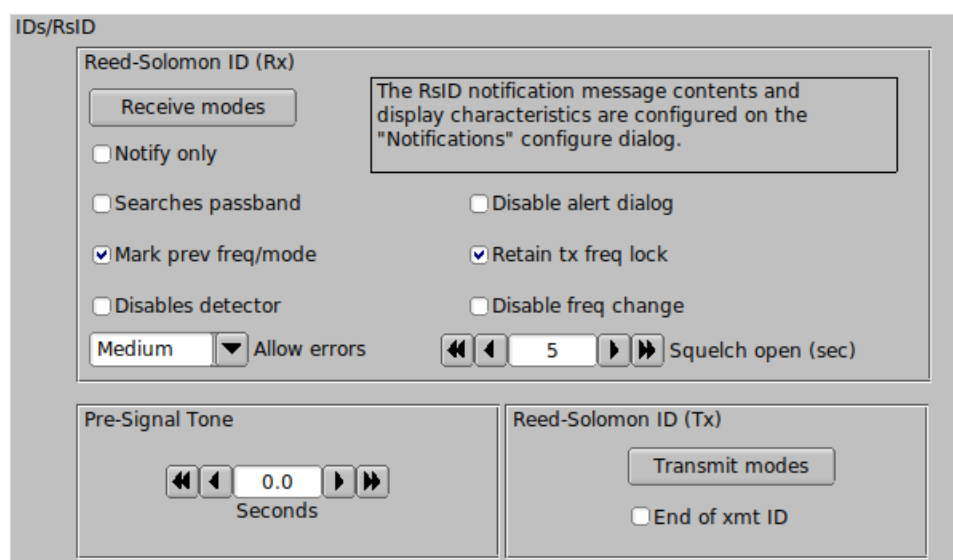 IDs/RsID
Reed-Solomon ID (Rx)
Receive modes
The RsID notification message contents and
display characteristics are configured on the
"Notifications" configure dialog.
Notify only
Searches passband
Disable alert dialog
Mark prev freq/mode
Retain tx freq lock
Disables detector
Disable freq change
Medium Allow errors
5 Squelch open (sec)
Pre-Signal Tone
0.0
Seconds
Reed-Solomon ID (Tx)
Transmit modes
End of xmt ID